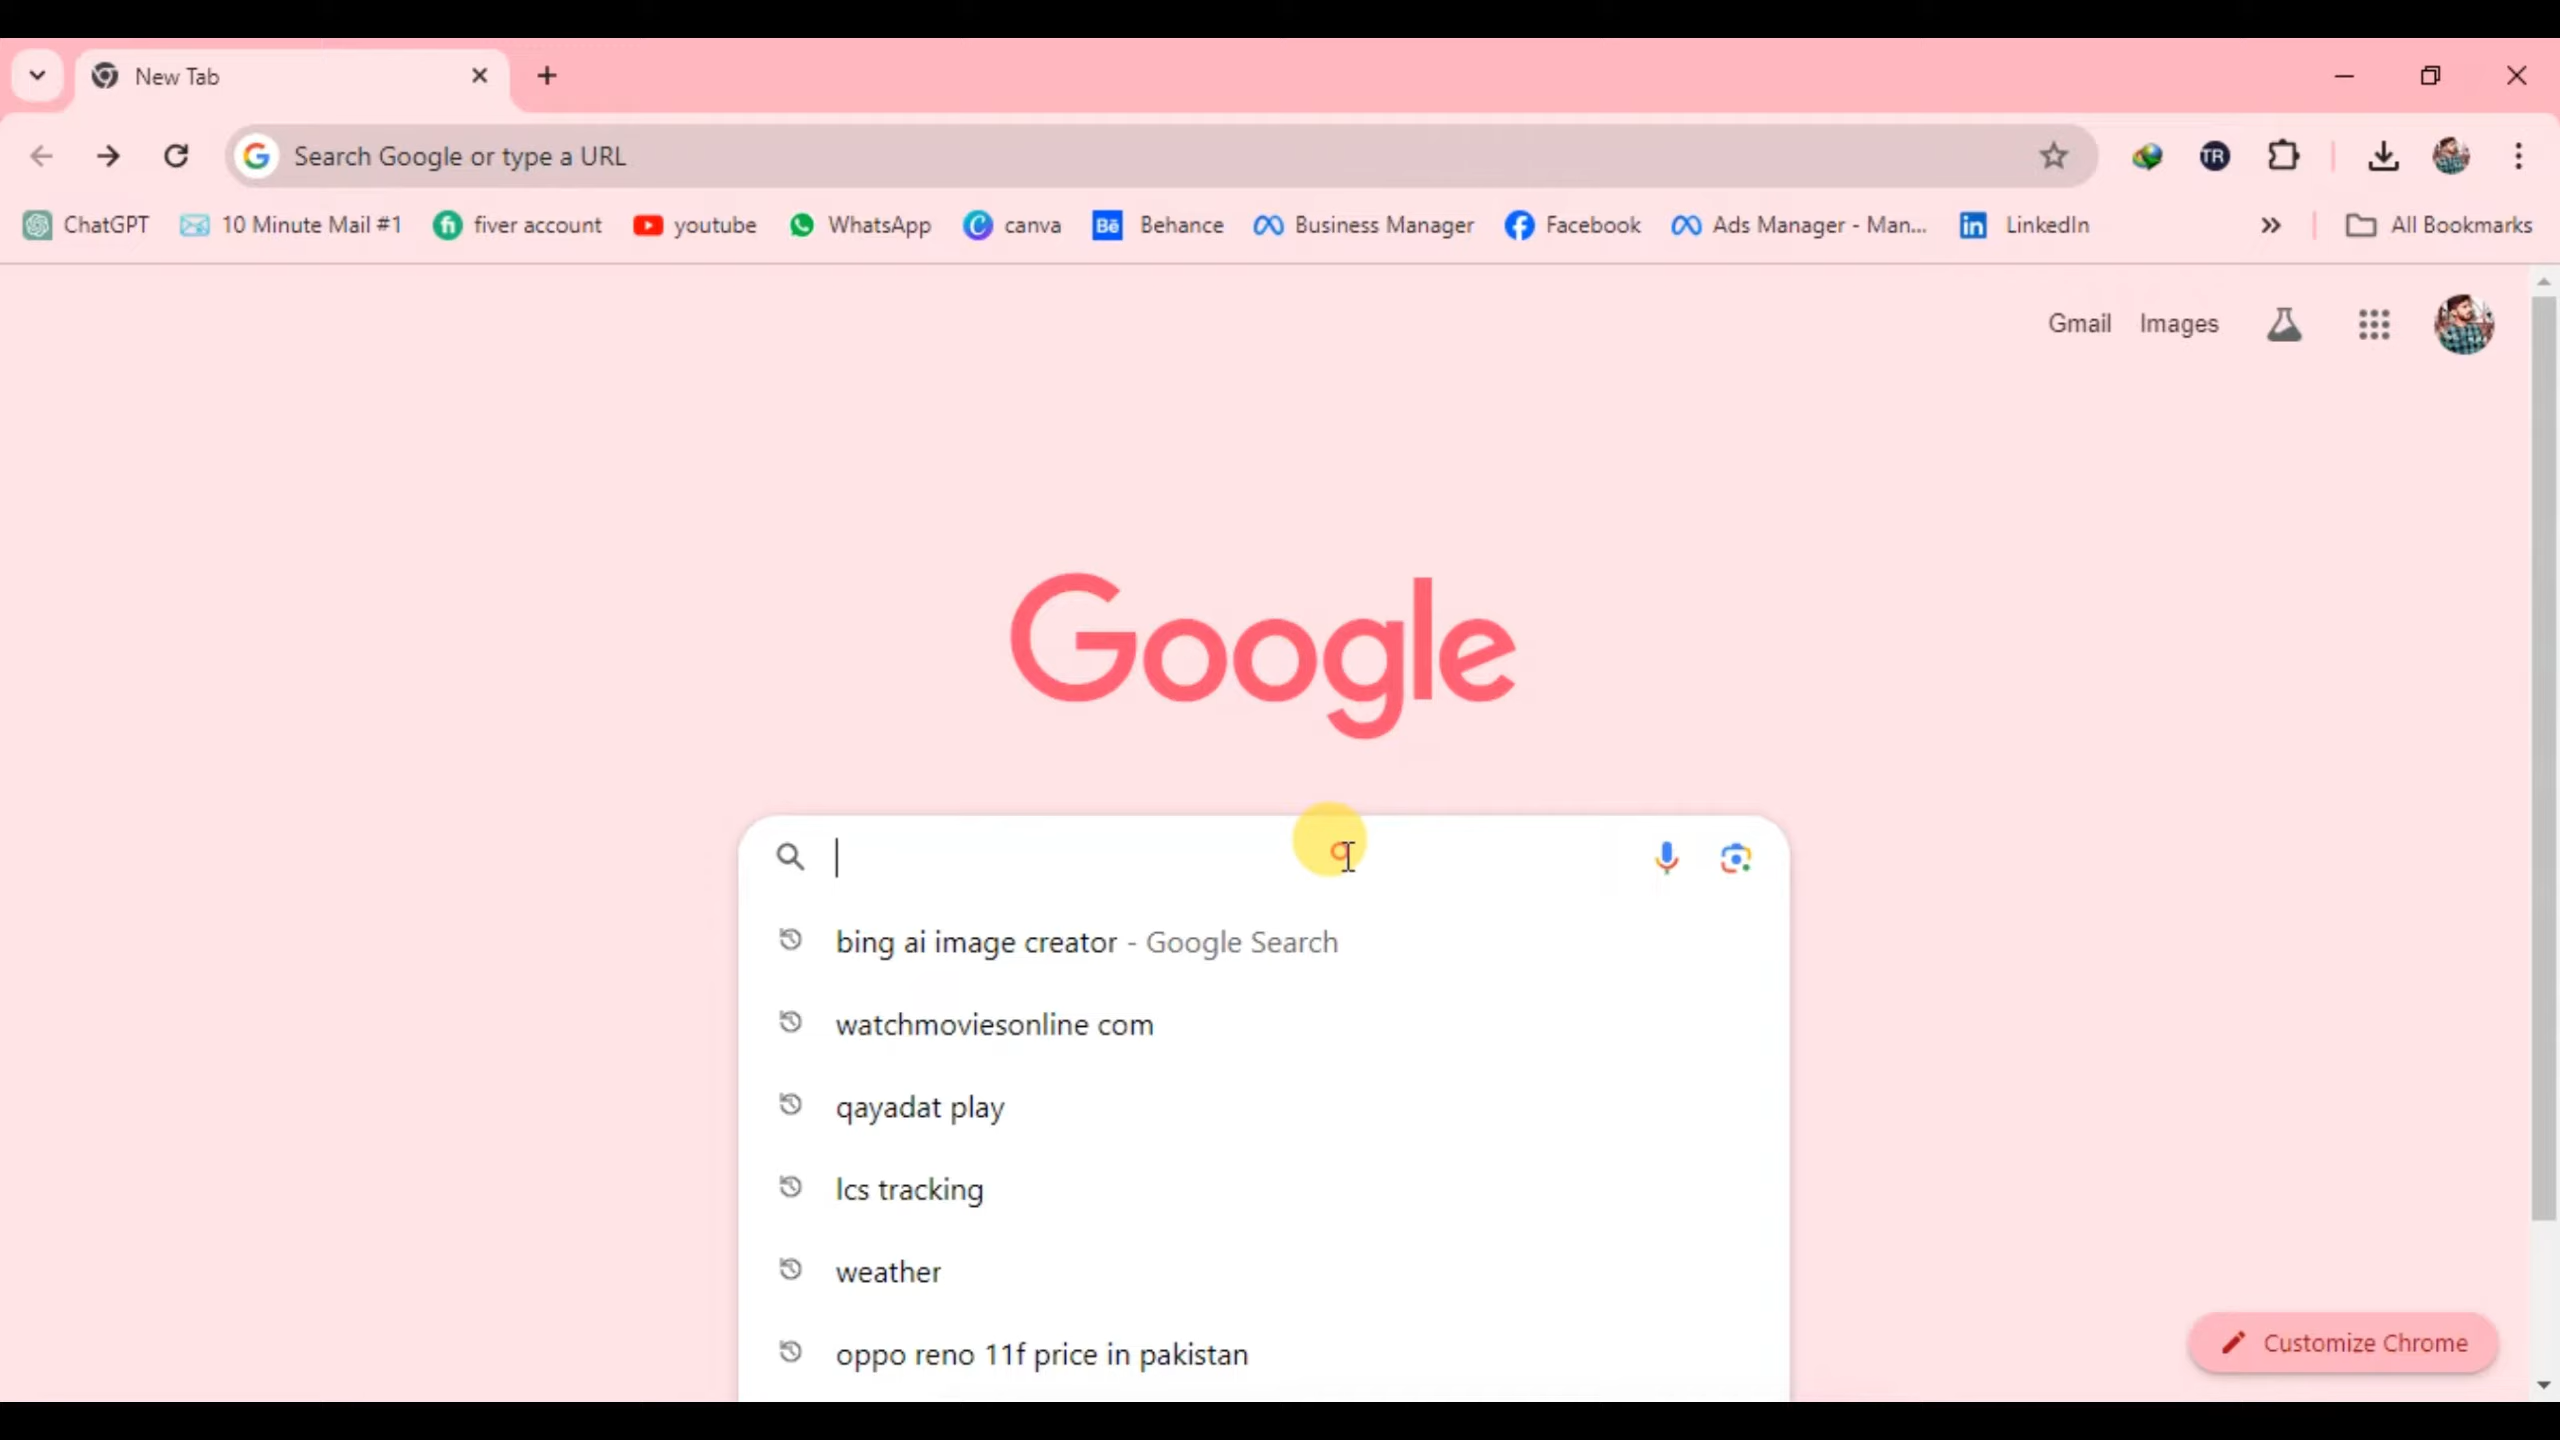 New Tab
Search Google or type a URL
TR
ChatGPT 10 Minute Mail #1 fiver account youtube WhatsApp canva Behance Business Manager Facebook Ads Manager - Man... LinkedIn All Bookmarks
Gmail Images
Google
bing ai image creator - Google Search
watchmoviesonline com
qayadat play
lcs tracking
weather
oppo reno 11f price in pakistan
Customize Chrome